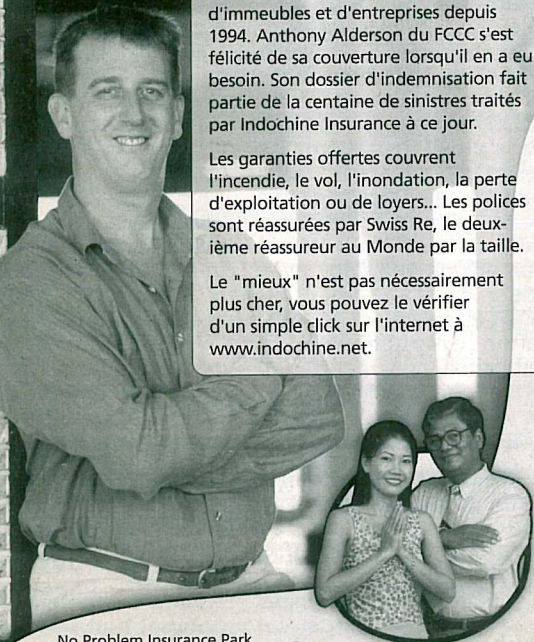 d'immeubles et d'entreprises depuis
1994. Anthony Alderson du FCCC s'est
félicité de sa couverture lorsqu'il en a eu
besoin. Son dossier d'indemnisation fait
partie de la centaine de sinistres traités
par Indochine Insurance à ce jour.
Les garanties offertes couvrent
l'incendie, le vol, l'inondation, la perte
d'exploitation ou de loyers... Les polices
sont réassurées par Swiss Re, le deux-
ième réassureur au Monde par la taille.
Le "mieux" n'est pas nécessairement
plus cher, vous pouvez le vérifier
d'un simple click sur l'internet à
www.indochine.net.
No Problem Insurance Park